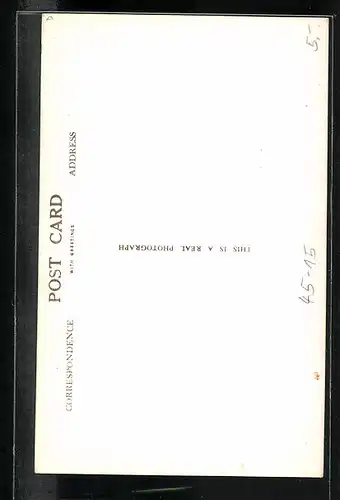 POST CARD
WITH GREETINGS
CORRESPONDENCE
ADDRESS
THIS IS A REAL PHOTOGRAPH
5,-
45-15